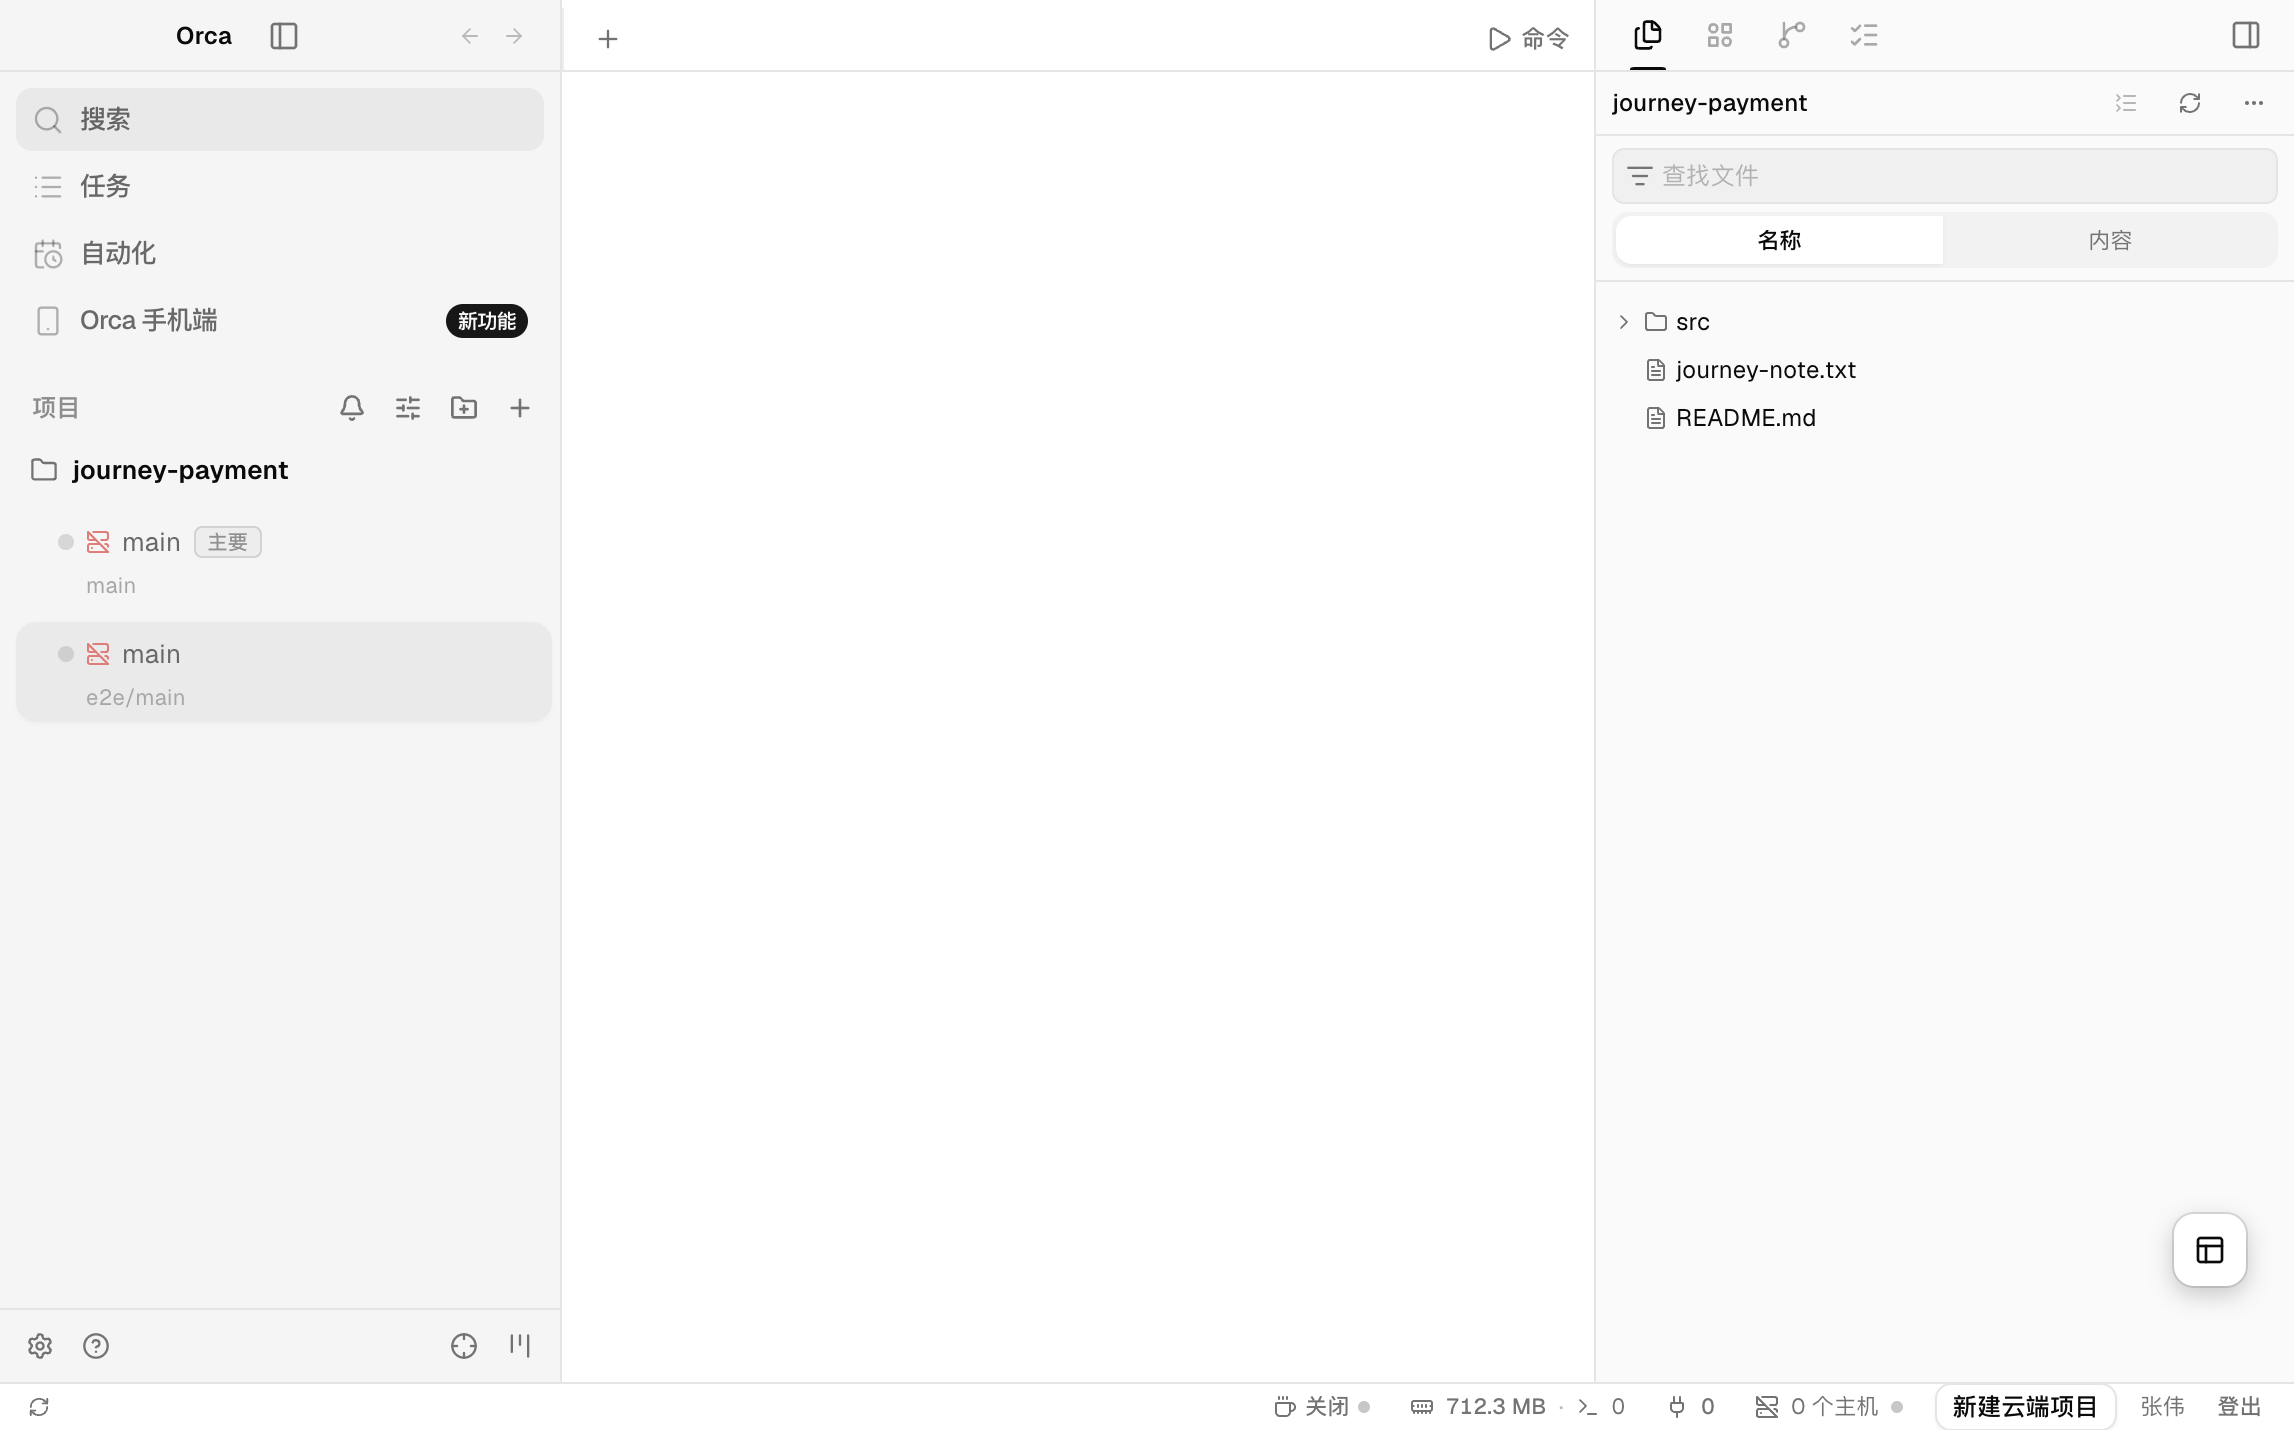 Orca
命令
搜索
任务
自动化
Orca 手机端
新功能
项目
journey-payment
main 主要
main
main
e2e/main
journey-payment
查找文件
名称 内容
src
journey-note.txt
README.md
关闭 712.3 MB · 0 0 0 个主机 新建云端项目 张伟 登出